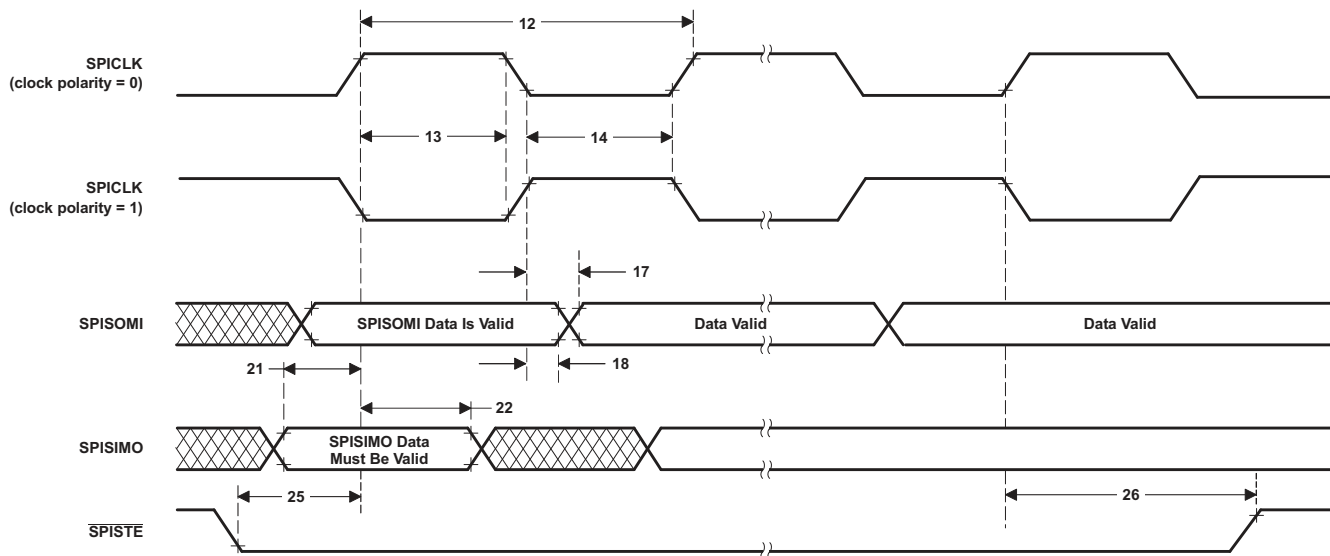 12
SPICLK
(clock polarity = 0)
13
14
SPICLK
(clock polarity = 1)
17
SPISOMI
SPISOMI Data Is Valid
Data Valid
Data Valid
21
18
22
SPISIMO
SPISIMO Data
Must Be Valid
25
26
SPISTE